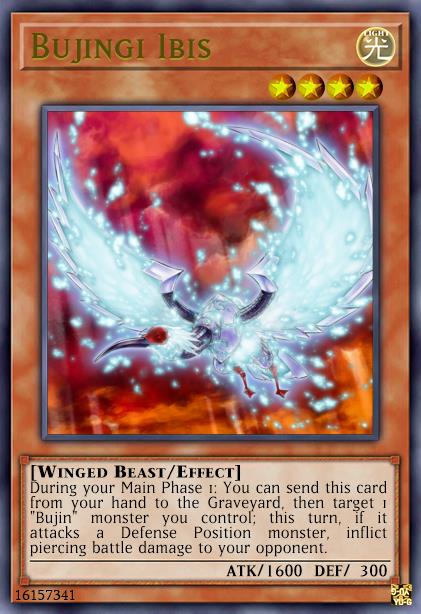 Bujingi Ibis
LIGHT
光
[Winged Beast/Effect]
During your Main Phase 1: You can send this card
from your hand to the Graveyard, then target 1
"Bujin" monster you control; this turn, if it
attacks a Defense Position monster, inflict
piercing battle damage to your opponent.
ATK/1600 DEF/ 300
16157341